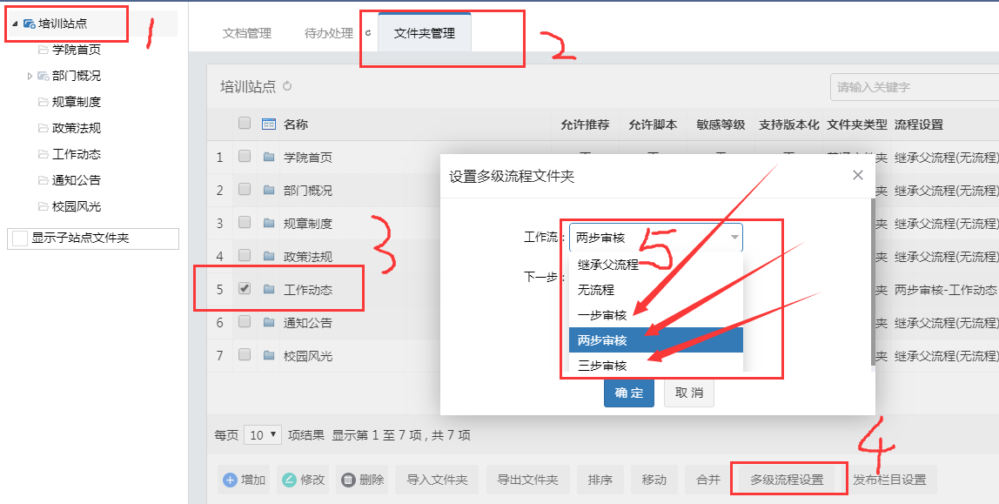 培训站点
1
学院首页
部门概况
规章制度
政策法规
工作动态
通知公告
校园风光
显示子站点文件夹
文档管理 待办处理 文件夹管理
2
培训站点
请输入关键字
名称 允许推荐 允许脚本 敏感等级 支持版本化 文件夹类型 流程设置
1 学院首页 继承父流程(无流程)
2 部门概况 夹 继承父流程(无流程)
3 规章制度 夹 继承父流程(无流程)
4 政策法规 夹 继承父流程(无流程)
5 工作动态 夹 两步审核-工作动态
6 通知公告 夹 继承父流程(无流程)
7 校园风光 夹 继承父流程(无流程)
3
设置多级流程文件夹
工作流： 两步审核
5
下一步：
继承父流程
无流程
一步审核
两步审核
三步审核
确定 取消
每页 10 项结果 显示第 1 至 7 项 , 共 7 项
4
增加 修改 删除 导入文件夹 导出文件夹 排序 移动 合并 多级流程设置 发布栏目设置